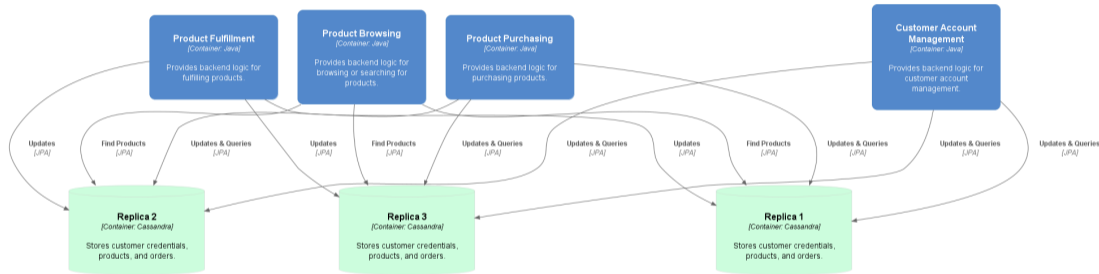 Product Fulfillment
[Container: Java]
Provides backend logic for
fulfilling products.
Product Browsing
[Container: Java]
Provides backend logic for
browsing or searching for
products.
Product Purchasing
[Container: Java]
Provides backend logic for
purchasing products.
Customer Account
Management
[Container: Java]
Provides backend logic for
customer account
management.
Updates
[JPA]
Find Products
[JPA]
Updates & Queries
[JPA]
Updates
[JPA]
Find Products
[JPA]
Updates & Queries
[JPA]
Updates & Queries
[JPA]
Updates
[JPA]
Find Products
[JPA]
Updates & Queries
[JPA]
Updates & Queries
[JPA]
Updates & Queries
[JPA]
Replica 2
[Container: Cassandra]
Stores customer credentials,
products, and orders.
Replica 3
[Container: Cassandra]
Stores customer credentials,
products, and orders.
Replica 1
[Container: Cassandra]
Stores customer credentials,
products, and orders.